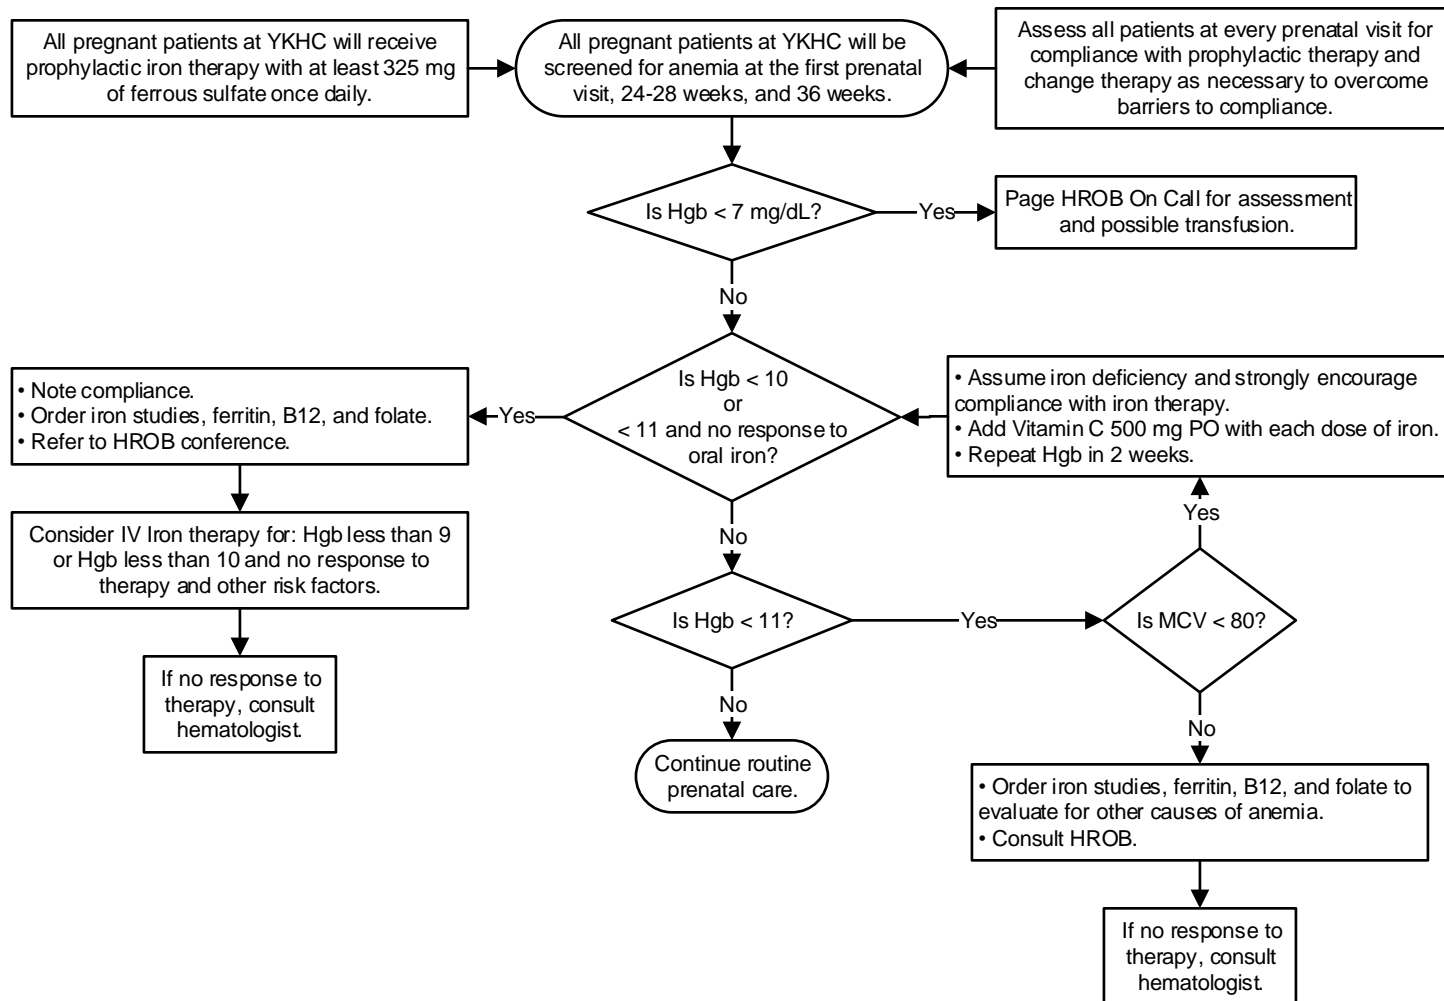 All pregnant patients at YKHC will receive
prophylactic iron therapy with at least 325 mg
of ferrous sulfate once daily.
All pregnant patients at YKHC will be
screened for anemia at the first prenatal
visit, 24-28 weeks, and 36 weeks.
Assess all patients at every prenatal visit for
compliance with prophylactic therapy and
change therapy as necessary to overcome
barriers to compliance.
Is Hgb < 7 mg/dL?
Yes
Page HROB On Call for assessment
and possible transfusion.
No
Is Hgb < 10
or
< 11 and no response to
oral iron?
Yes
• Note compliance.
• Order iron studies, ferritin, B12, and folate.
• Refer to HROB conference.
Consider IV Iron therapy for: Hgb less than 9
or Hgb less than 10 and no response to
therapy and other risk factors.
If no response to
therapy, consult
hematologist.
• Assume iron deficiency and strongly encourage
compliance with iron therapy.
• Add Vitamin C 500 mg PO with each dose of iron.
• Repeat Hgb in 2 weeks.
No
Is Hgb < 11?
Yes
Is MCV < 80?
Yes
No
Continue routine
prenatal care.
No
• Order iron studies, ferritin, B12, and folate to
evaluate for other causes of anemia.
• Consult HROB.
If no response to
therapy, consult
hematologist.